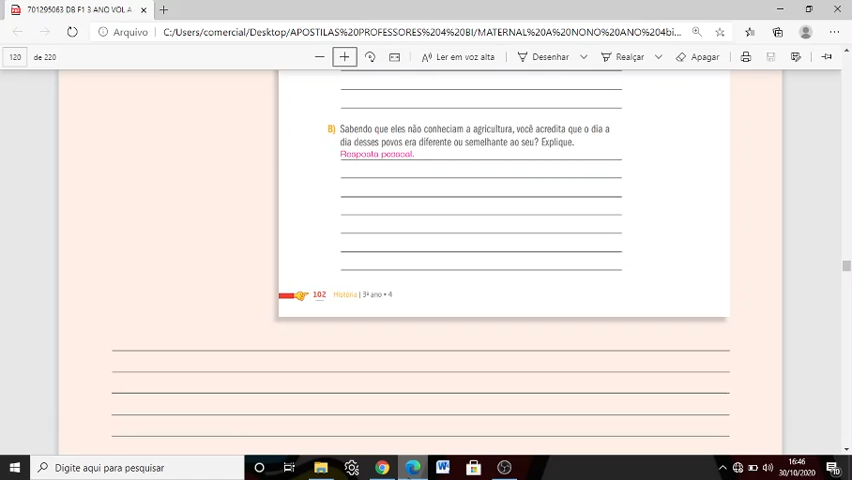 701295063 DB F1 3 ANO VOL A
Arquivo
C:/Users/comercial/Desktop/APOSTILAS%20PROFESSORES%204%20BI/MATERNAL%20A%20NONO%20ANO%204bi...
120 de 220
Ler em voz alta
Desenhar
Realçar
Apagar
B) Sabendo que eles não conheciam a agricultura, você acredita que o dia a
dia desses povos era diferente ou semelhante ao seu? Explique.
Resposta pessoal.
102 História | 3º ano • 4
Digite aqui para pesquisar
16:46
30/10/2020